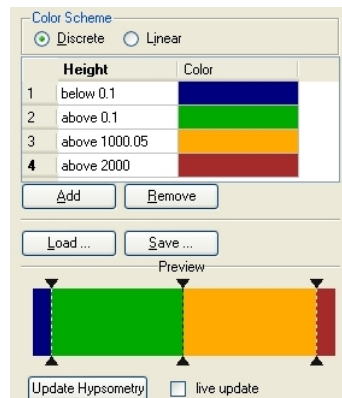 Color Scheme
Discrete Linear
Height Color
1 below 0.1
2 above 0.1
3 above 1000.05
4 above 2000
Add Remove
Load ... Save ...
Preview
Update Hypsometry live update